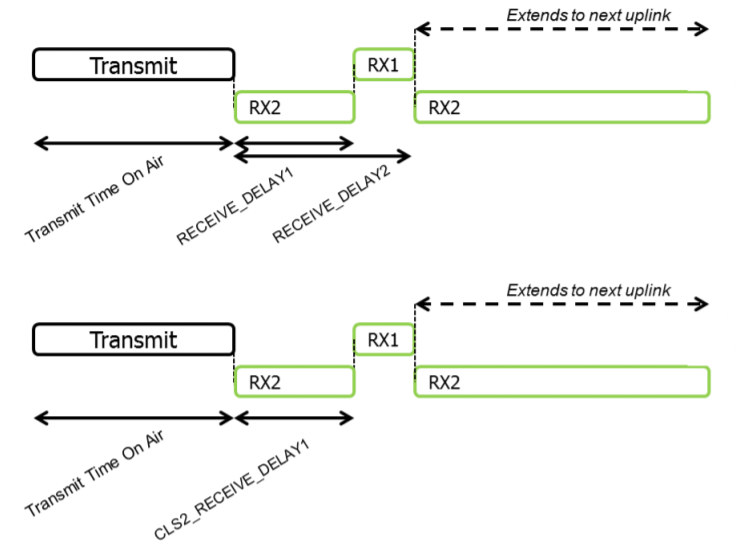 Extends to next uplink
Transmit
RX1
RX2
RX2
Transmit Time On Air
RECEIVE_DELAY1
RECEIVE_DELAY2
Extends to next uplink
Transmit
RX1
RX2
RX2
Transmit Time On Air
CLS2_RECEIVE_DELAY1